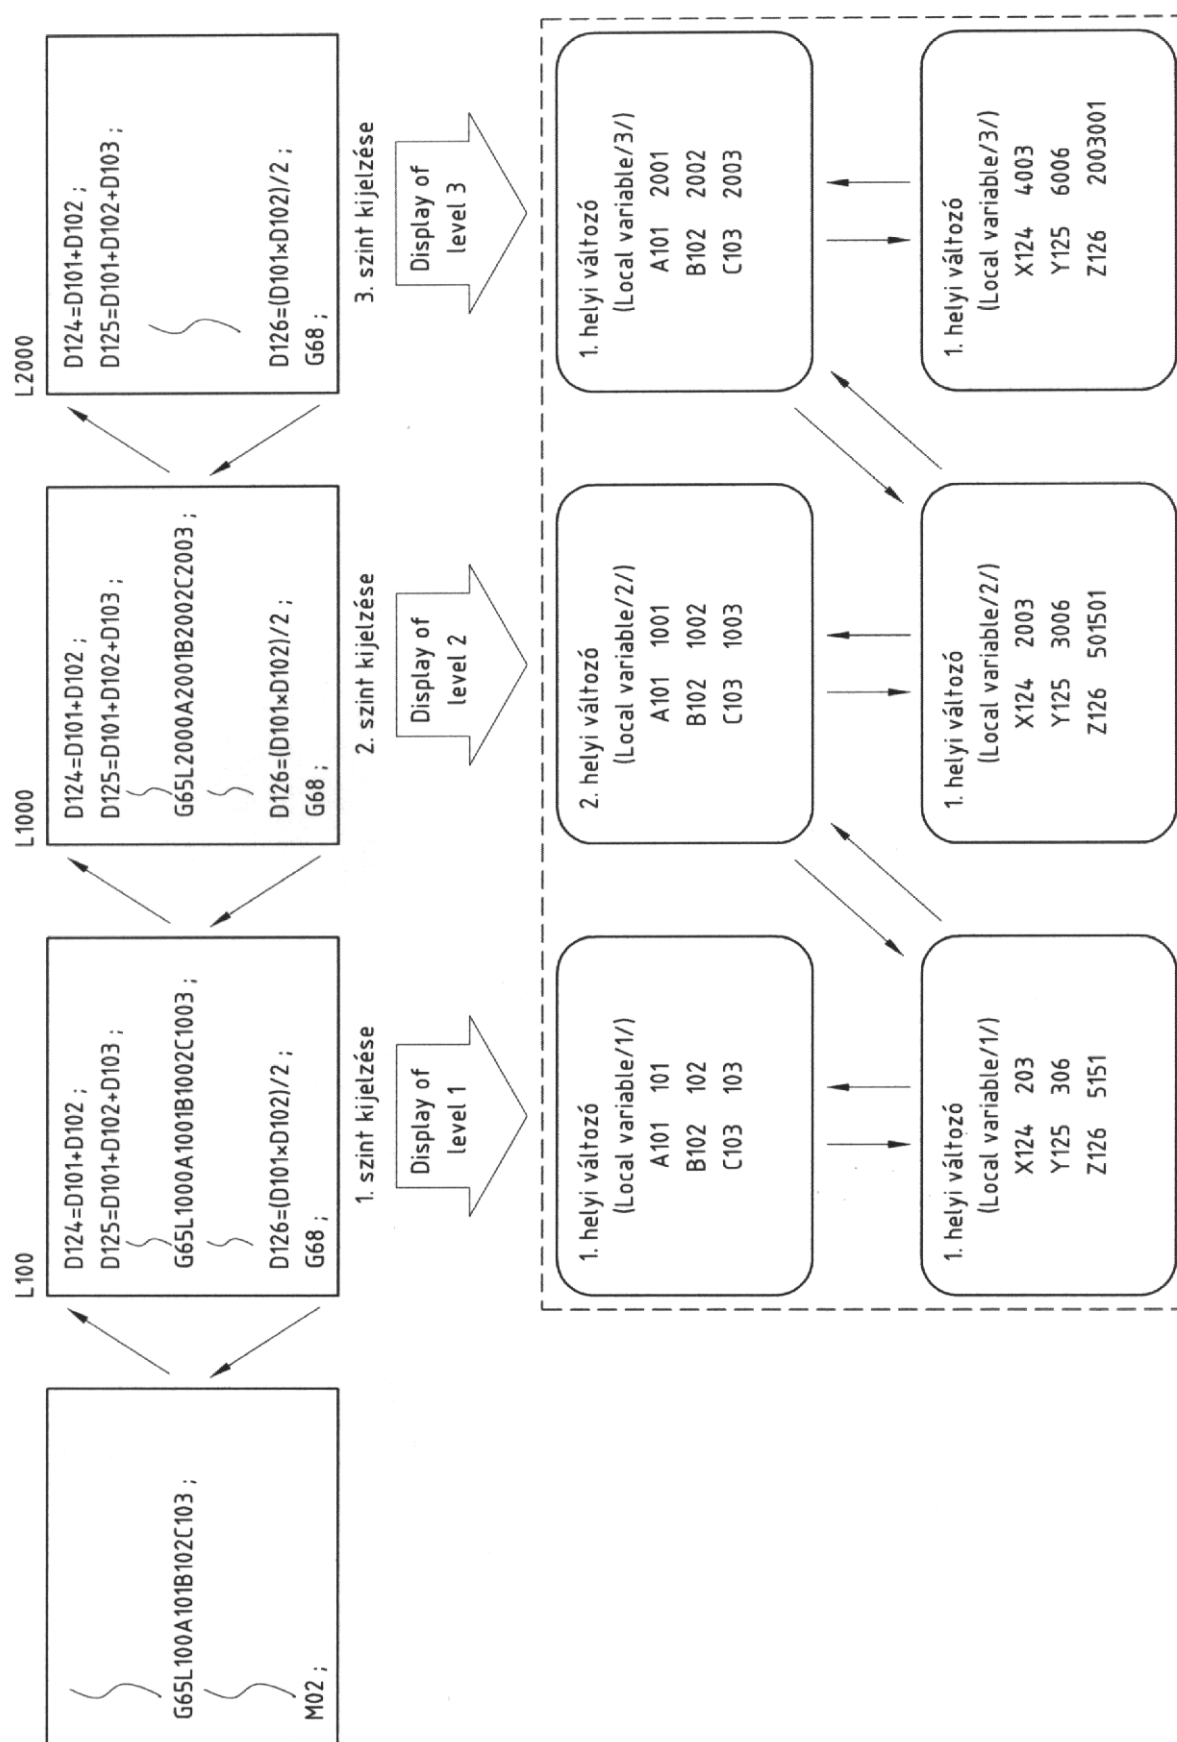 G65L100A101B102C103 ;
M02 ;
L100
D124=D101+D102 ;
D125=D101+D102+D103 ;
G65L1000A1001B1002C1003 ;
D126=(D101×D102)/2 ;
G68 ;
L1000
D124=D101+D102 ;
D125=D101+D102+D103 ;
G65L2000A2001B2002C2003 ;
D126=(D101×D102)/2 ;
G68 ;
L2000
D124=D101+D102 ;
D125=D101+D102+D103 ;
D126=(D101×D102)/2 ;
G68 ;
1. szint kijelzése
Display of
level 1
2. szint kijelzése
Display of
level 2
3. szint kijelzése
Display of
level 3
1. helyi változó
(Local variable/1/)
A101 101
B102 102
C103 103
2. helyi változó
(Local variable/2/)
A101 1001
B102 1002
C103 1003
1. helyi változó
(Local variable/3/)
A101 2001
B102 2002
C103 2003
1. helyi változó
(Local variable/1/)
X124 203
Y125 306
Z126 5151
1. helyi változó
(Local variable/2/)
X124 2003
Y125 3006
Z126 501501
1. helyi változó
(Local variable/3/)
X124 4003
Y125 6006
Z126 2003001